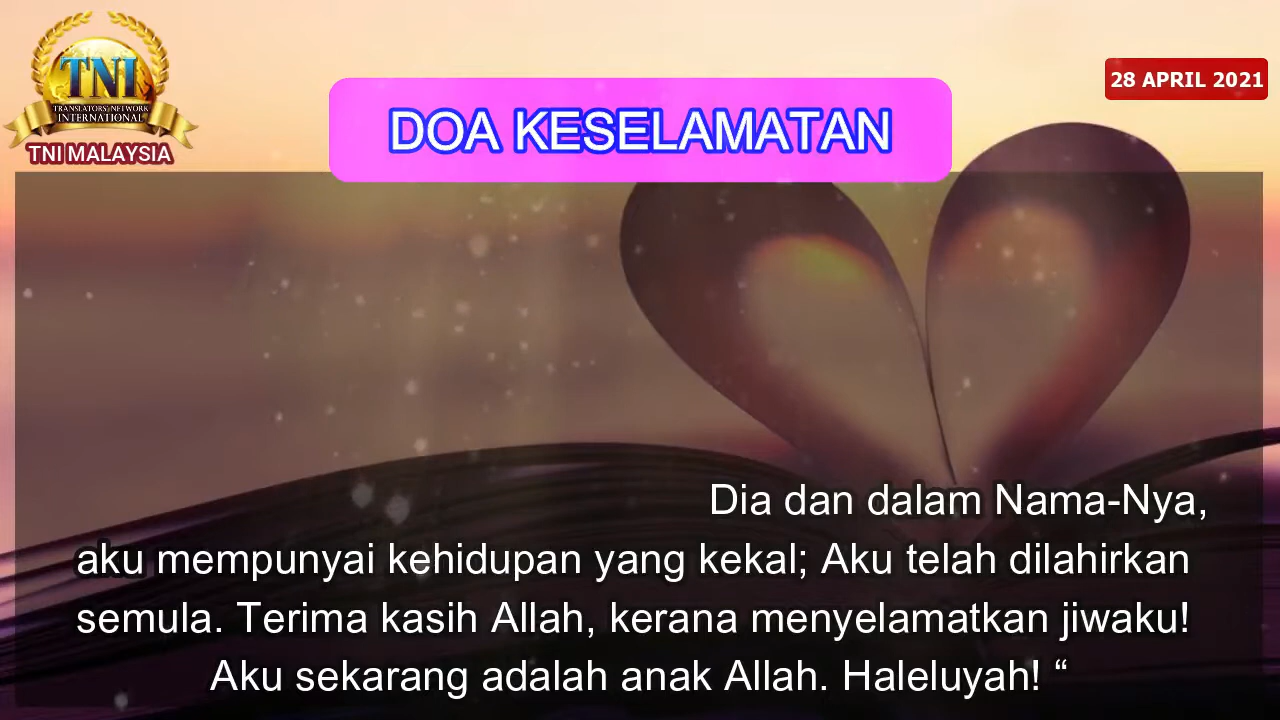 TNI
TRANSLATORS' NETWORK
INTERNATIONAL
TNI MALAYSIA
28 APRIL 2021
DOA KESELAMATAN
Dia dan dalam Nama-Nya,
aku mempunyai kehidupan yang kekal; Aku telah dilahirkan
semula. Terima kasih Allah, kerana menyelamatkan jiwaku!
Aku sekarang adalah anak Allah. Haleluyah! “